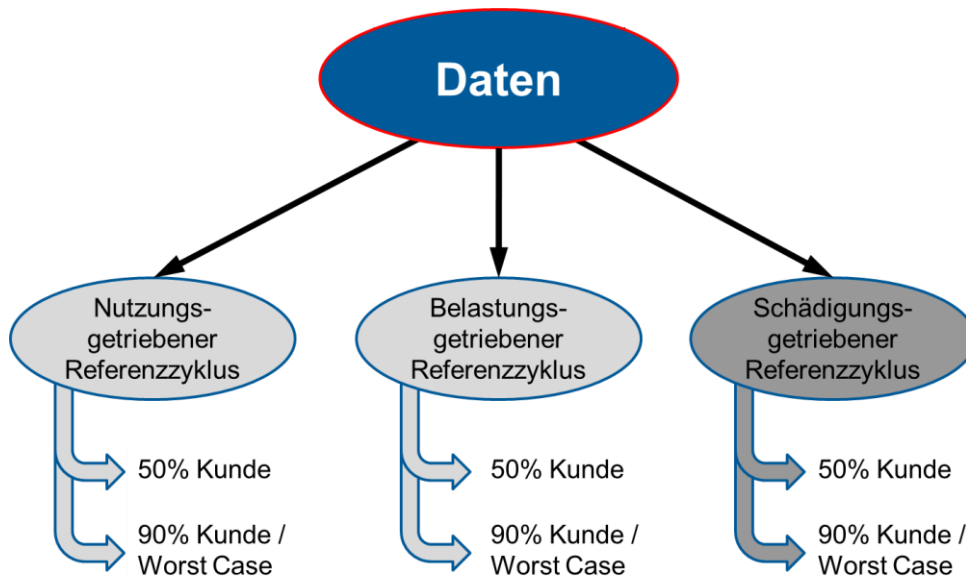 Daten
Nutzungs-
getriebener
Referenzzyklus
50% Kunde
90% Kunde /
Worst Case
Belastungs-
getriebener
Referenzzyklus
50% Kunde
90% Kunde /
Worst Case
Schädigungs-
getriebener
Referenzzyklus
50% Kunde
90% Kunde /
Worst Case